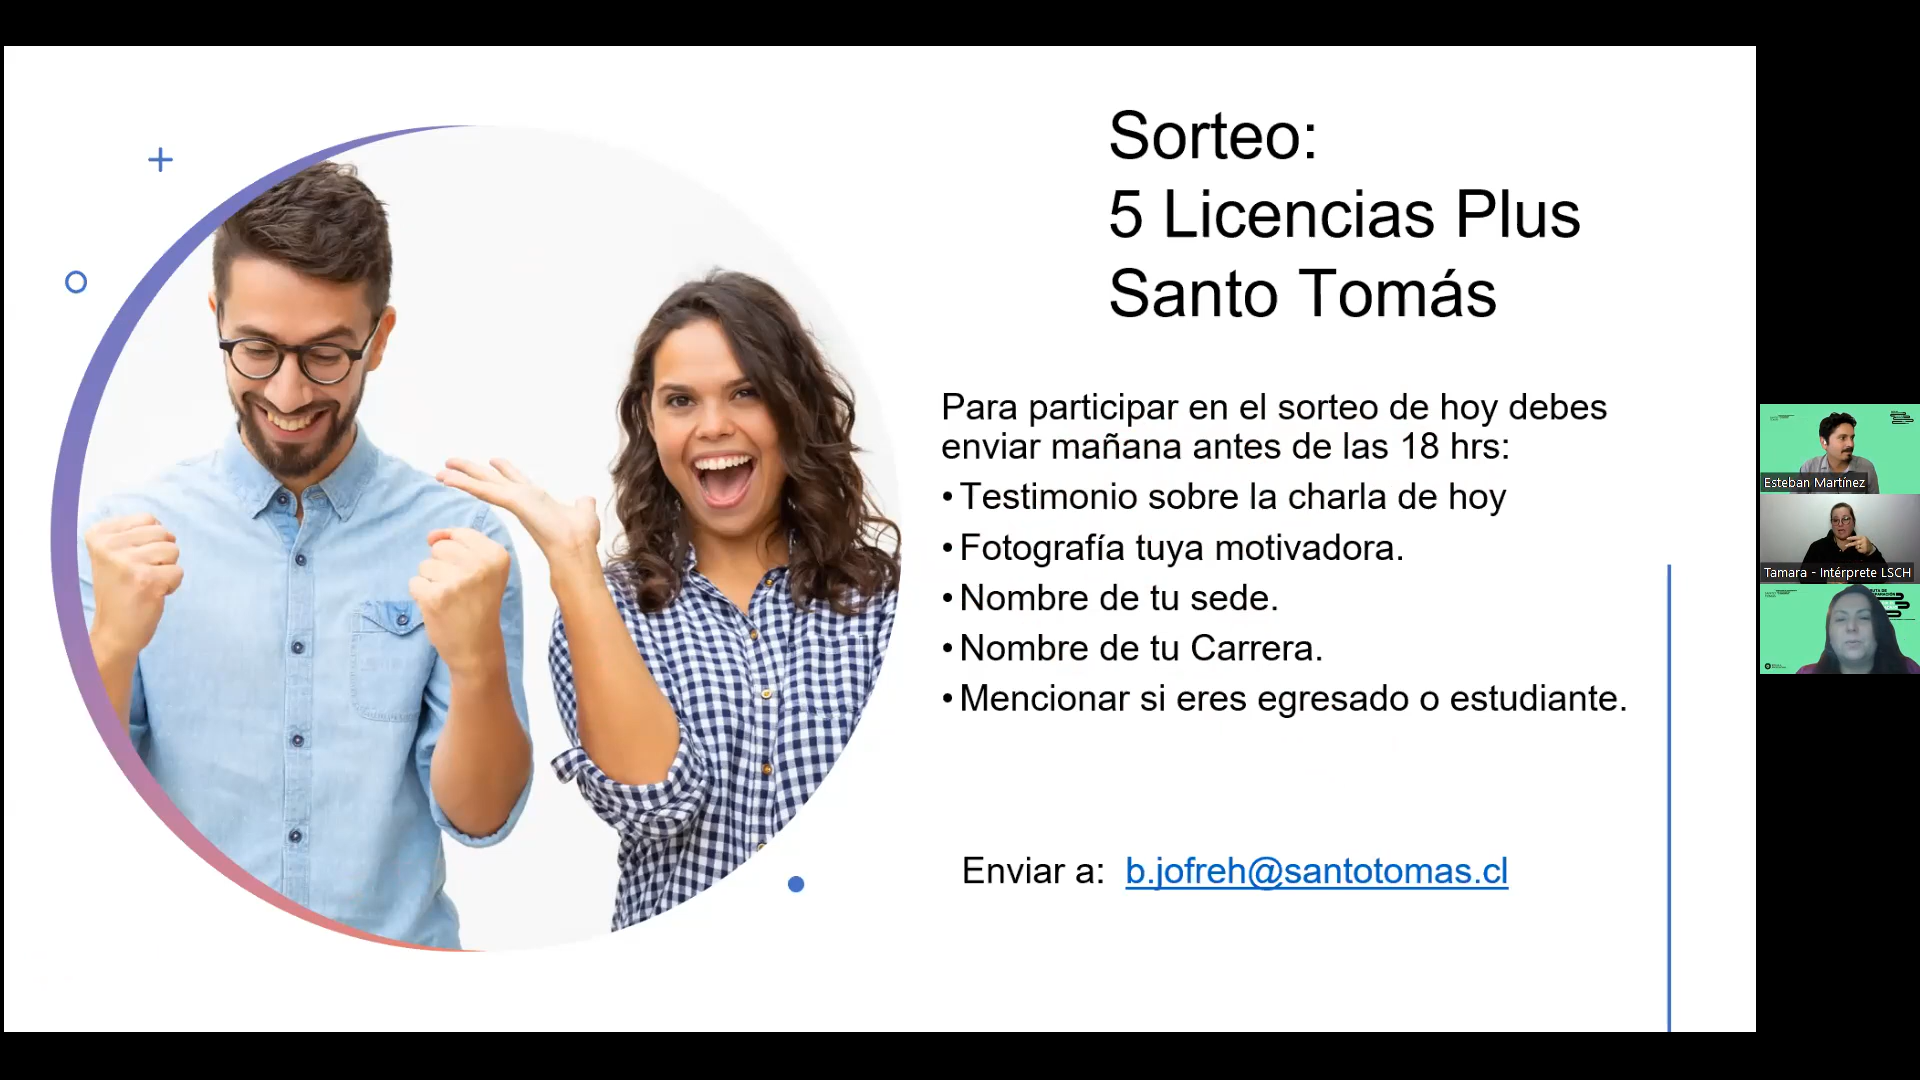 Sorteo:
5 Licencias Plus
Santo Tomás
Para participar en el sorteo de hoy debes
enviar mañana antes de las 18 hrs:
• Testimonio sobre la charla de hoy
• Fotografía tuya motivadora.
• Nombre de tu sede.
• Nombre de tu Carrera.
• Mencionar si eres egresado o estudiante.
Enviar a: b.jofreh@santotomas.cl
Esteban Martínez
Tamara - Intérprete LSCH